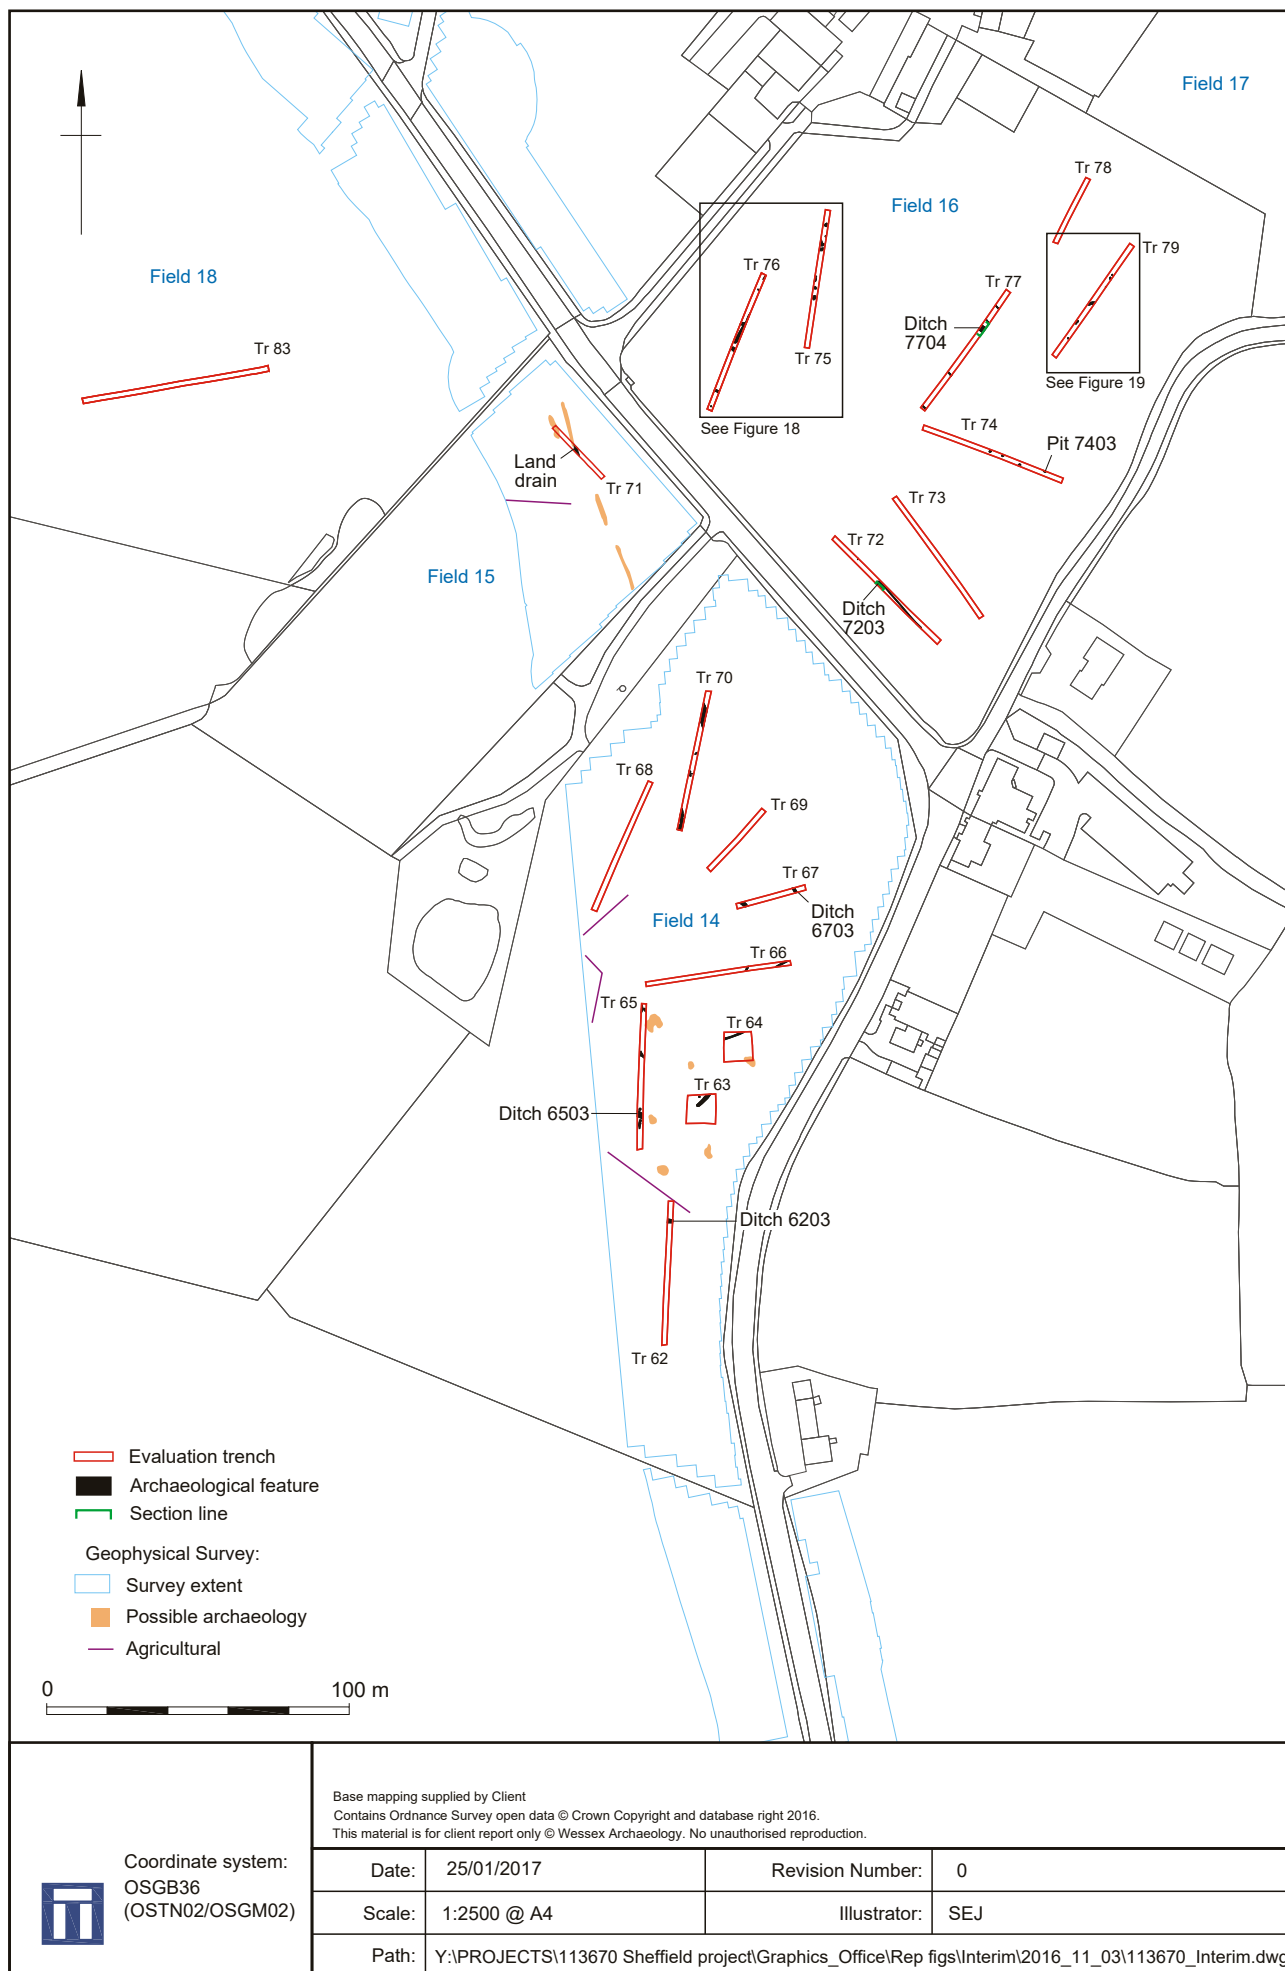 Field 17
Tr 78
Field 16
Tr 79
Tr 76
Field 18
Tr 77
Ditch
7704
Tr 83
Tr 75
See Figure 19
See Figure 18
Tr 74
Pit 7403
Land
drain
Tr 71
Tr 73
Tr 72
Field 15
Ditch
7203
Tr 70
Tr 68
Tr 69
Tr 67
Ditch
6703
Field 14
Tr 66
Tr 65
Tr 64
Tr 63
Ditch 6503
Ditch 6203
Tr 62
Evaluation trench
Archaeological feature
Section line
Geophysical Survey:
Survey extent
Possible archaeology
Agricultural
0 100 m
Base mapping supplied by Client
Contains Ordnance Survey open data © Crown Copyright and database right 2016.
This material is for client report only © Wessex Archaeology. No unauthorised reproduction.
Coordinate system:
OSGB36
(OSTN02/OSGM02)
Date: 25/01/2017 Revision Number: 0
Scale: 1:2500 @ A4 Illustrator: SEJ
Path: Y:\PROJECTS\113670 Sheffield project\Graphics_Office\Rep figs\Interim\2016_11_03\113670_Interim.dwg